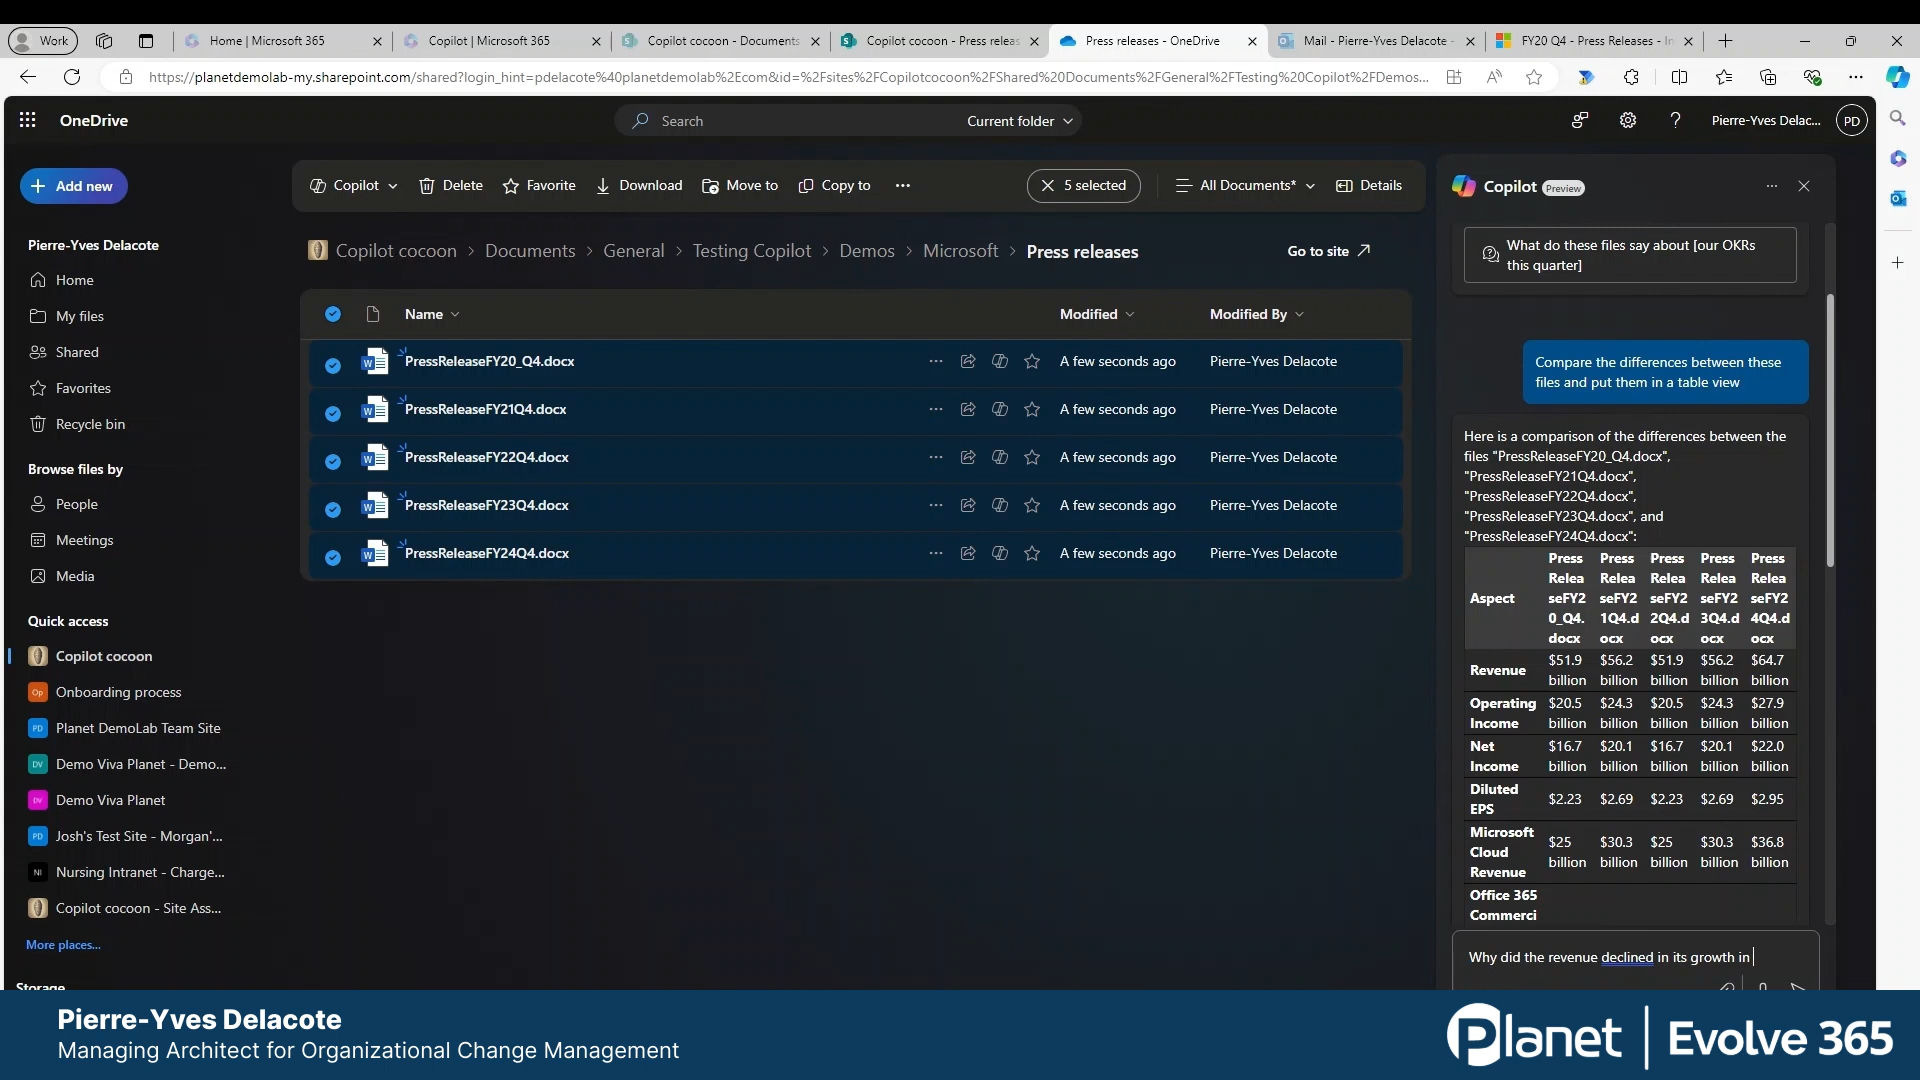 Work
Home | Microsoft 365
Copilot | Microsoft 365
Copilot cocoon - Documents
Copilot cocoon - Press releas
Press releases - OneDrive
Mail - Pierre-Yves Delacote -
FY20 Q4 - Press Releases - In
https://planetdemolab-my.sharepoint.com/shared?login_hint=pdelacote%40planetdemolab%2Ecom&id=%2Fsites%2FCopilotcocoon%2FShared%20Documents%2FGeneral%2FTesting%20Copilot%2FDemos...
OneDrive
Search
Current folder
Pierre-Yves Delac...
PD
Add new
Copilot
Delete
Favorite
Download
Move to
Copy to
5 selected
All Documents*
Details
Pierre-Yves Delacote
Home
My files
Shared
Favorites
Recycle bin
Browse files by
People
Meetings
Media
Quick access
Copilot cocoon
Op Onboarding process
PD Planet DemoLab Team Site
DV Demo Viva Planet - Demo...
DV Demo Viva Planet
PD Josh's Test Site - Morgan'...
NI Nursing Intranet - Charge...
Copilot cocoon - Site Ass...
More places...
Storage
Copilot cocoon > Documents > General > Testing Copilot > Demos > Microsoft > Press releases
Go to site
Name Modified Modified By
PressReleaseFY20_Q4.docx A few seconds ago Pierre-Yves Delacote
PressReleaseFY21Q4.docx A few seconds ago Pierre-Yves Delacote
PressReleaseFY22Q4.docx A few seconds ago Pierre-Yves Delacote
PressReleaseFY23Q4.docx A few seconds ago Pierre-Yves Delacote
PressReleaseFY24Q4.docx A few seconds ago Pierre-Yves Delacote
Copilot Preview
What do these files say about [our OKRs
this quarter]
Compare the differences between these
files and put them in a table view
Here is a comparison of the differences between the
files "PressReleaseFY20_Q4.docx",
"PressReleaseFY21Q4.docx",
"PressReleaseFY22Q4.docx",
"PressReleaseFY23Q4.docx", and
"PressReleaseFY24Q4.docx":
Press Press Press Press Press
Relea Relea Relea Relea Relea
Aspect seFY2 seFY2 seFY2 seFY2 seFY2
0_Q4. 1Q4.d 2Q4.d 3Q4.d 4Q4.d
docx ocx ocx ocx ocx
Revenue $51.9 $56.2 $51.9 $56.2 $64.7
billion billion billion billion billion
Operating $20.5 $24.3 $20.5 $24.3 $27.9
Income billion billion billion billion billion
Net $16.7 $20.1 $16.7 $20.1 $22.0
Income billion billion billion billion billion
Diluted
EPS $2.23 $2.69 $2.23 $2.69 $2.95
Microsoft
Cloud $25 $30.3 $25 $30.3 $36.8
Revenue billion billion billion billion billion
Office 365
Commerci
Why did the revenue declined in its growth in
Pierre-Yves Delacote
Managing Architect for Organizational Change Management
Planet | Evolve 365